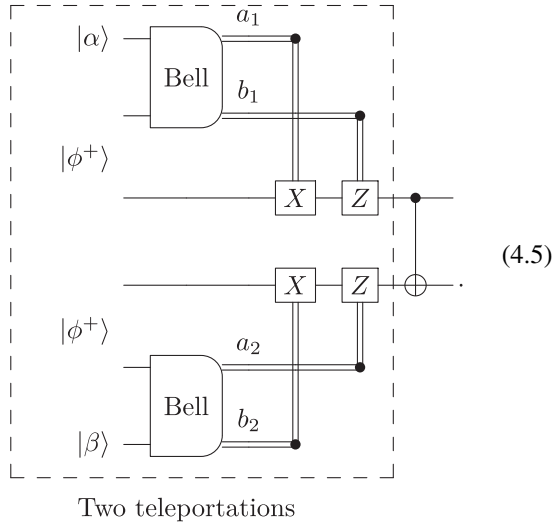 a₁
|α⟩
Bell
b₁
|ϕ⁺⟩
X Z
(4.5)
X Z .
|ϕ⁺⟩
a₂
Bell
b₂
|β⟩
Two teleportations